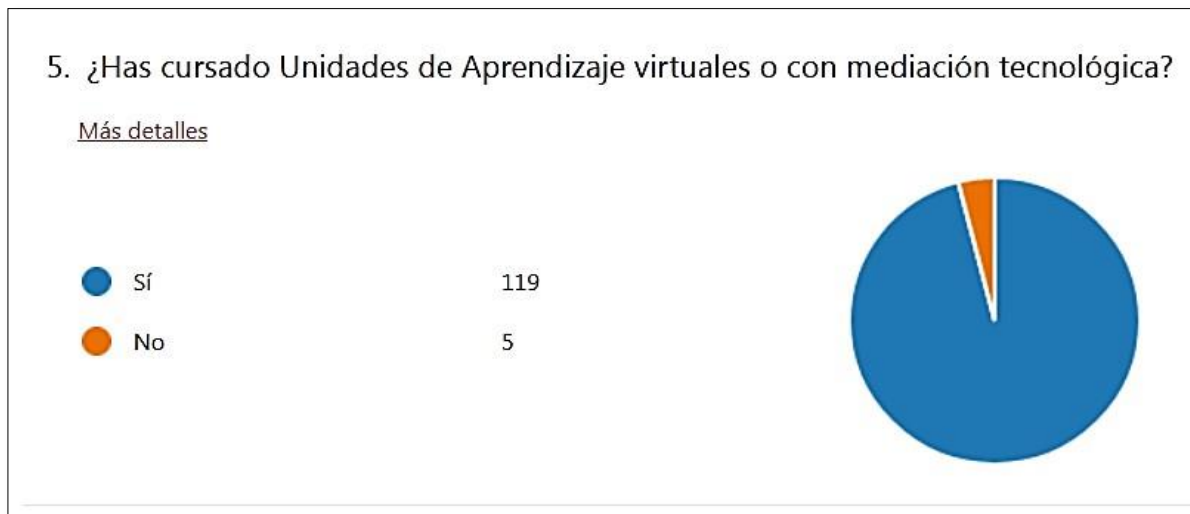 5. ¿Has cursado Unidades de Aprendizaje virtuales o con mediación tecnológica?
Más detalles
Sí 119
No 5